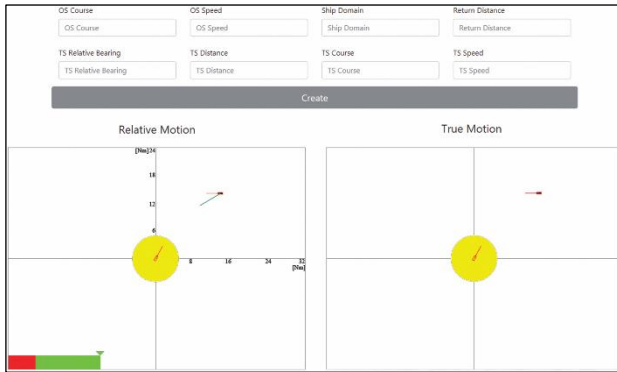 OS Course OS Speed Ship Domain Return Distance
OS Course OS Speed Ship Domain Return Distance
TS Relative Bearing TS Distance TS Course TS Speed
TS Relative Bearing TS Distance TS Course TS Speed
Create
Relative Motion True Motion
[Nm]24
18
12
6
8 16 24 32
[Nm]